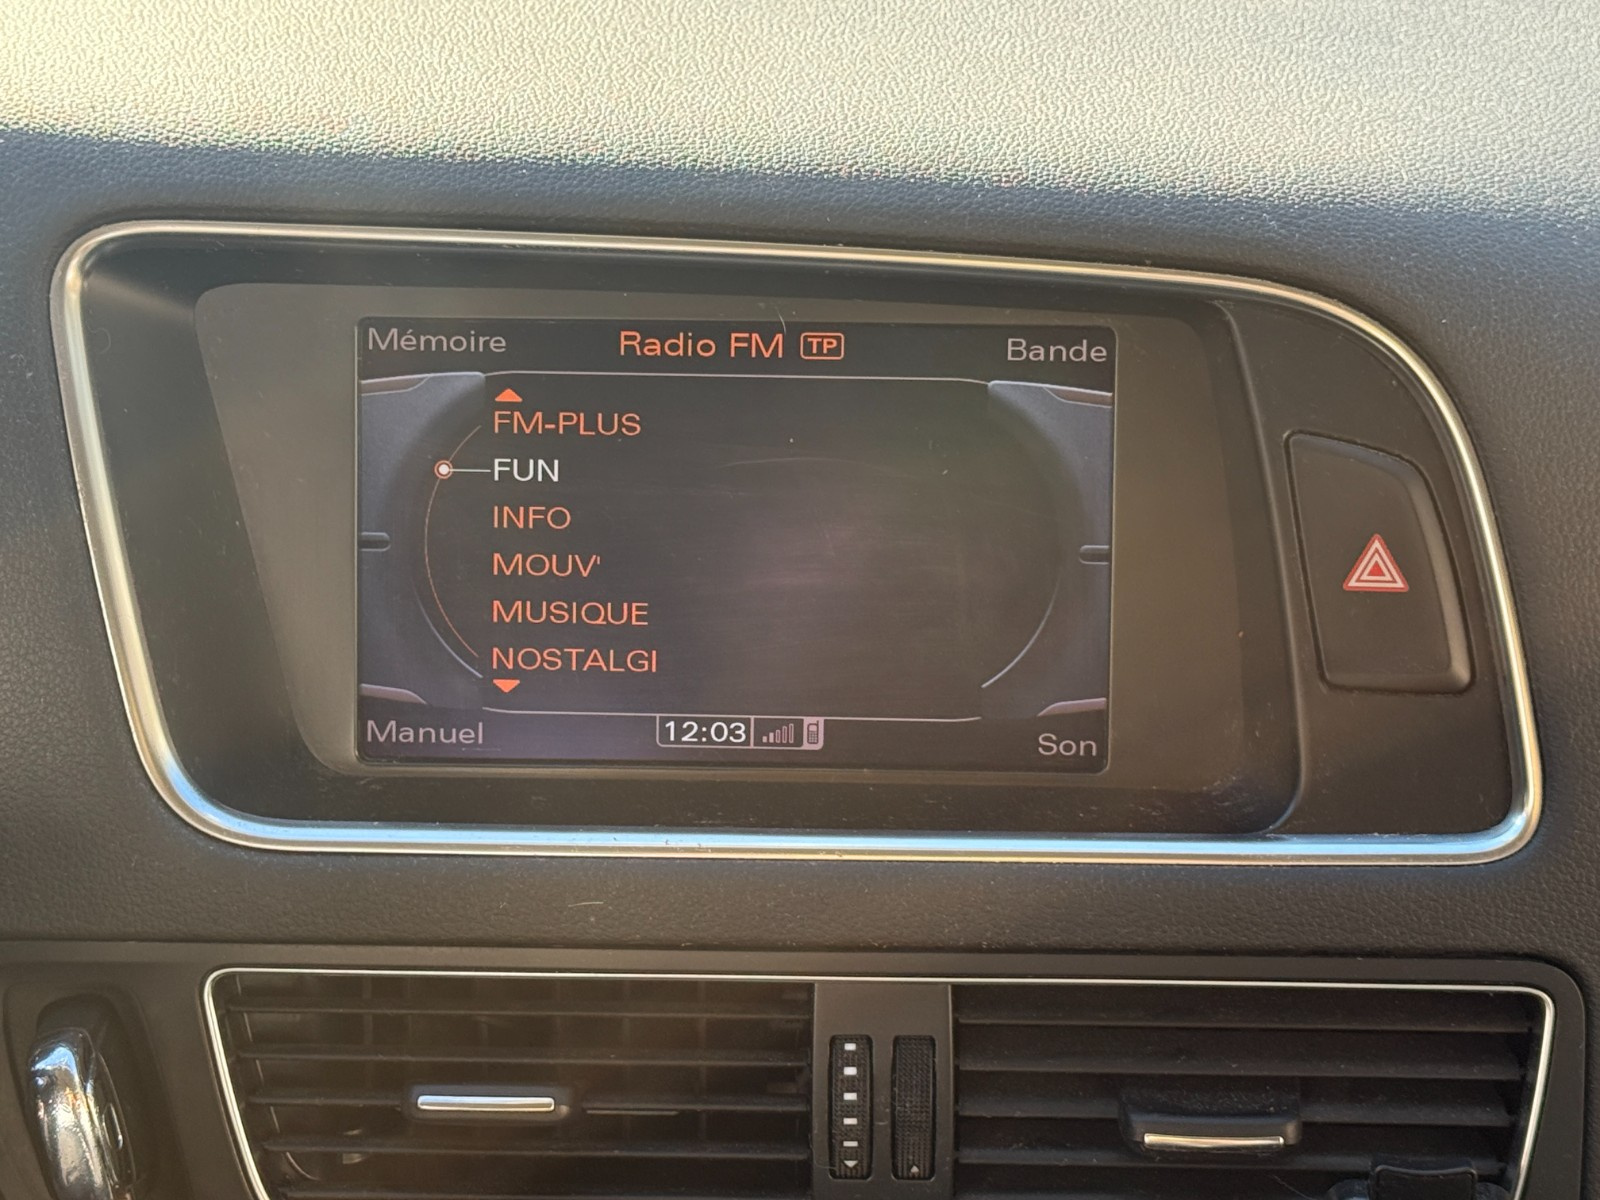 Mémoire Radio FM TP Bande
FM-PLUS
FUN
INFO
MOUV'
MUSIQUE
NOSTALGI
Manuel 12:03 Son